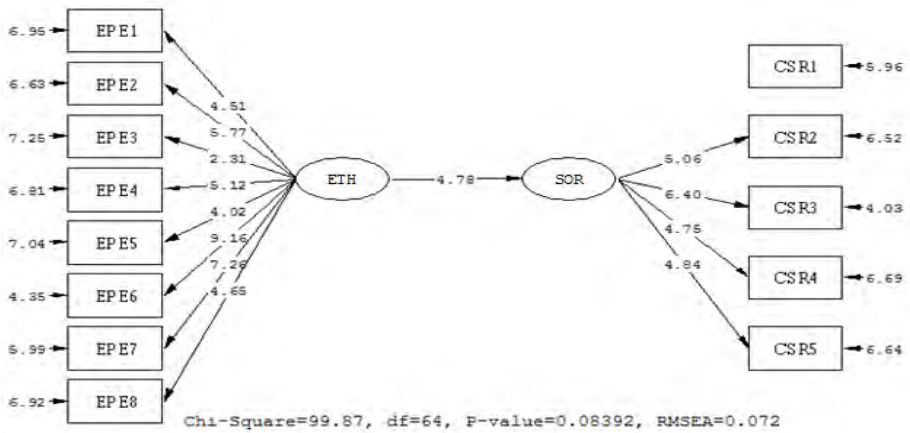 6.95 EPE1
6.63 EPE2
7.25 EPE3
6.81 EPE4
7.04 EPE5
4.35 EPE6
5.99 EPE7
6.92 EPE8
4.51
5.77
2.31
5.12
4.02
9.16
7.26
4.65
ETH
4.78
SOR
5.06
6.40
4.75
4.84
CSR1 5.96
CSR2 6.52
CSR3 4.03
CSR4 6.69
CSR5 6.64
Chi-Square=99.87, df=64, P-value=0.08392, RMSEA=0.072